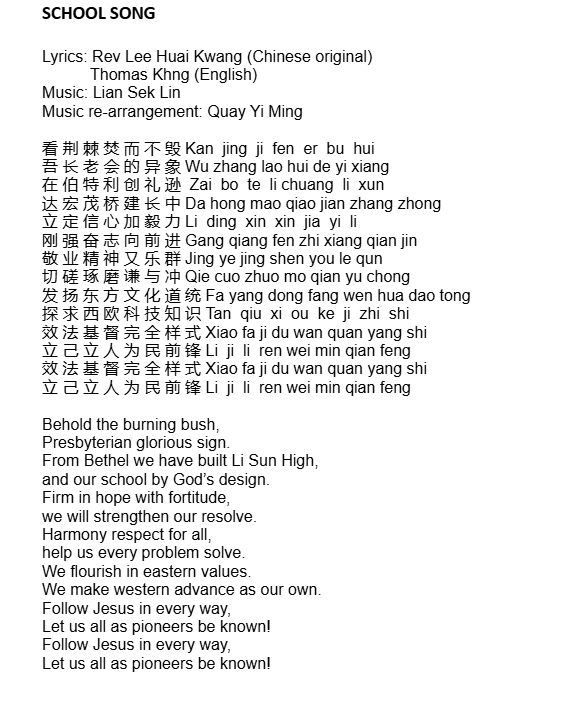 SCHOOL SONG
Lyrics: Rev Lee Huai Kwang (Chinese original)
Thomas Khng (English)
Music: Lian Sek Lin
Music re-arrangement: Quay Yi Ming
看荆棘焚而不毁 Kan jing ji fen er bu hui
吾长老会的异象 Wu zhang lao hui de yi xiang
在伯特利创礼逊 Zai bo te li chuang li xun
达宏茂桥建长中 Da hong mao qiao jian zhang zhong
立定信心加毅力 Li ding xin xin jia yi li
刚强奋志向前进 Gang qiang fen zhi xiang qian jin
敬业精神又乐群 Jing ye jing shen you le qun
切磋琢磨谦与冲 Qie cuo zhuo mo qian yu chong
发扬东方文化道统 Fa yang dong fang wen hua dao tong
探求西欧科技知识 Tan qiu xi ou ke ji zhi shi
效法基督完全样式 Xiao fa ji du wan quan yang shi
立己立人为民前锋 Li ji li ren wei min qian feng
效法基督完全样式 Xiao fa ji du wan quan yang shi
立己立人为民前锋 Li ji li ren wei min qian feng
Behold the burning bush,
Presbyterian glorious sign.
From Bethel we have built Li Sun High,
and our school by God’s design.
Firm in hope with fortitude,
we will strengthen our resolve.
Harmony respect for all,
help us every problem solve.
We flourish in eastern values.
We make western advance as our own.
Follow Jesus in every way,
Let us all as pioneers be known!
Follow Jesus in every way,
Let us all as pioneers be known!